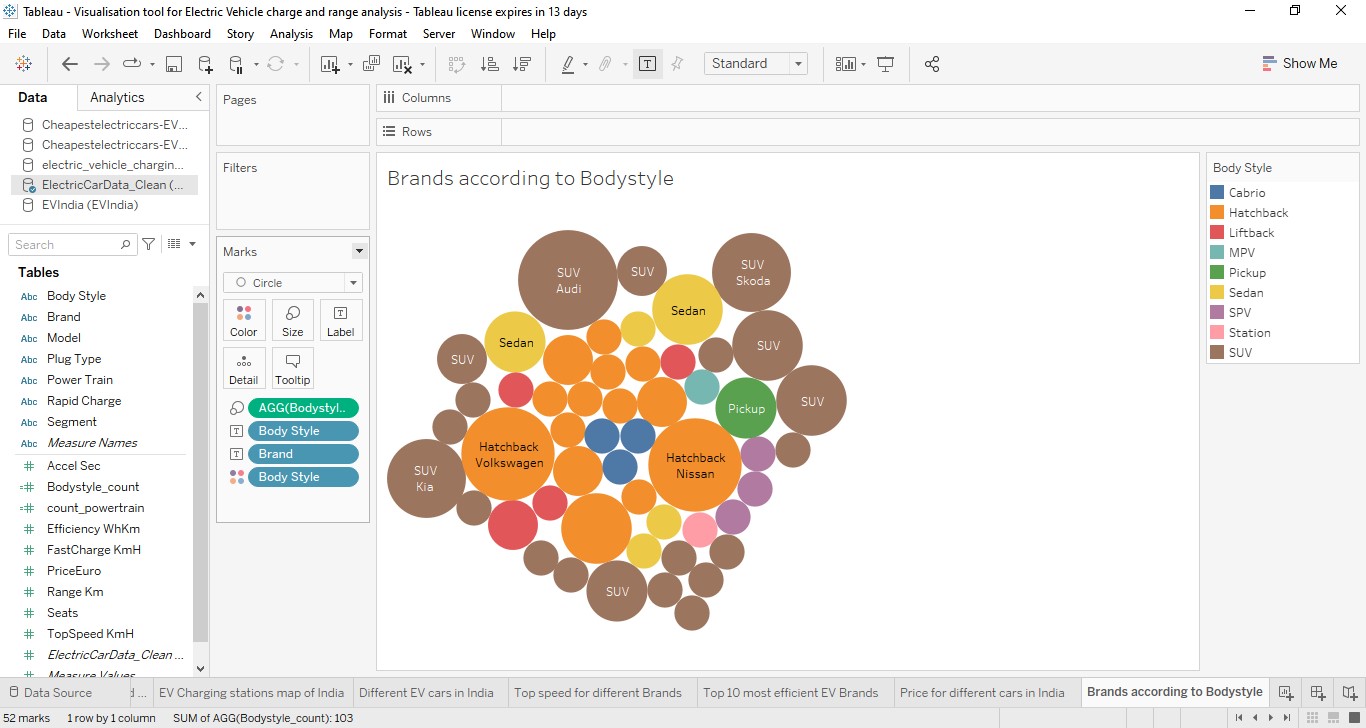 Tableau - Visualisation tool for Electric Vehicle charge and range analysis - Tableau license expires in 13 days
File Data Worksheet Dashboard Story Analysis Map Format Server Window Help
Standard
Show Me
Data Analytics
Cheapestelectriccars-EV...
Cheapestelectriccars-EV...
electric_vehicle_chargin...
ElectricCarData_Clean (...
EVIndia (EVIndia)
Search
Tables
Abc Body Style
Abc Brand
Abc Model
Abc Plug Type
Abc Power Train
Abc Rapid Charge
Abc Segment
Abc Measure Names
# Accel Sec
=# Bodystyle_count
=# count_powertrain
# Efficiency WhKm
# FastCharge KmH
# PriceEuro
# Range Km
# Seats
# TopSpeed KmH
# ElectricCarData_Clean ...
# Measure Values
Pages
Filters
Marks
Circle
Color Size Label
Detail Tooltip
AGG(Bodystyl..
Body Style
Brand
Body Style
Columns
Rows
Brands according to Bodystyle
SUV
Audi
SUV
SUV
Skoda
Sedan
Sedan
SUV
SUV
SUV
Pickup
Hatchback
Volkswagen
Hatchback
Nissan
SUV
Kia
SUV
Body Style
Cabrio
Hatchback
Liftback
MPV
Pickup
Sedan
SPV
Station
SUV
Data Source d ... EV Charging stations map of India Different EV cars in India Top speed for different Brands Top 10 most efficient EV Brands Price for different cars in India Brands according to Bodystyle
52 marks 1 row by 1 column SUM of AGG(Bodystyle_count): 103